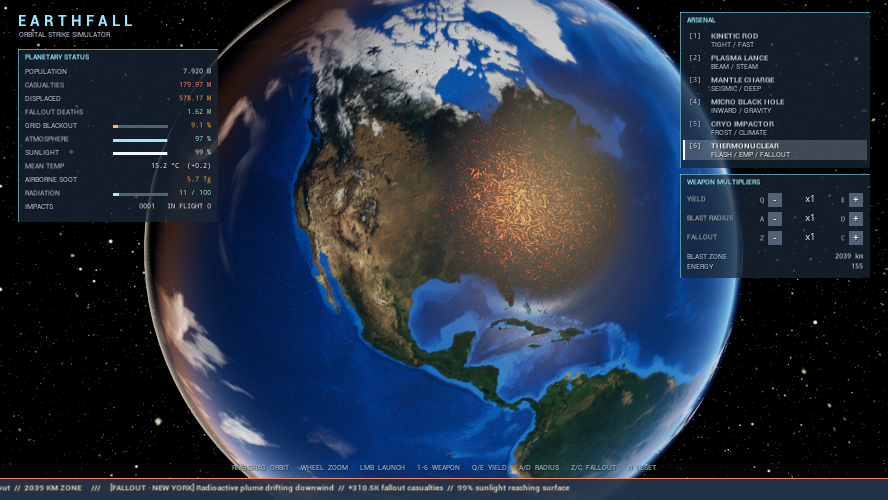 EARTHFALL
ORBITAL STRIKE SIMULATOR
PLANETARY STATUS
POPULATION 7.920 B
CASUALTIES 179.97 M
DISPLACED 578.17 M
FALLOUT DEATHS 1.62 M
GRID BLACKOUT 9.1 %
ATMOSPHERE 97 %
SUNLIGHT 99 %
MEAN TEMP 15.2 °C (+0.2)
AIRBORNE SOOT 5.7 Tg
RADIATION 11 / 100
IMPACTS 0001 IN FLIGHT 0
ARSENAL
[1] KINETIC ROD
TIGHT / FAST
[2] PLASMA LANCE
BEAM / STEAM
[3] MANTLE CHARGE
SEISMIC / DEEP
[4] MICRO BLACK HOLE
INWARD / GRAVITY
[5] CRYO IMPACTOR
FROST / CLIMATE
[6] THERMONUCLEAR
FLASH / EMP / FALLOUT
WEAPON MULTIPLIERS
YIELD Q - x1 E +
BLAST RADIUS A - x1 D +
FALLOUT Z - x1 C +
BLAST ZONE 2039 km
ENERGY 155
RMB DRAG ORBIT WHEEL ZOOM LMB LAUNCH 1-6 WEAPON Q/E YIELD A/D RADIUS Z/C FALLOUT R RESET
out // 2039 KM ZONE /// [FALLOUT · NEW YORK] Radioactive plume drifting downwind // +310.5K fallout casualties // 99% sunlight reaching surface